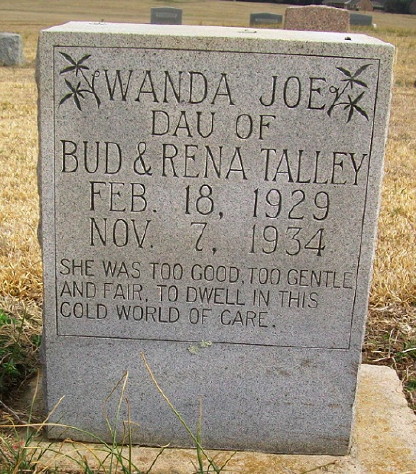 WANDA JOE
DAU OF
BUD & RENA TALLEY
FEB. 18, 1929
NOV. 7, 1934
SHE WAS TOO GOOD, TOO GENTLE
AND FAIR, TO DWELL IN THIS
COLD WORLD OF CARE.